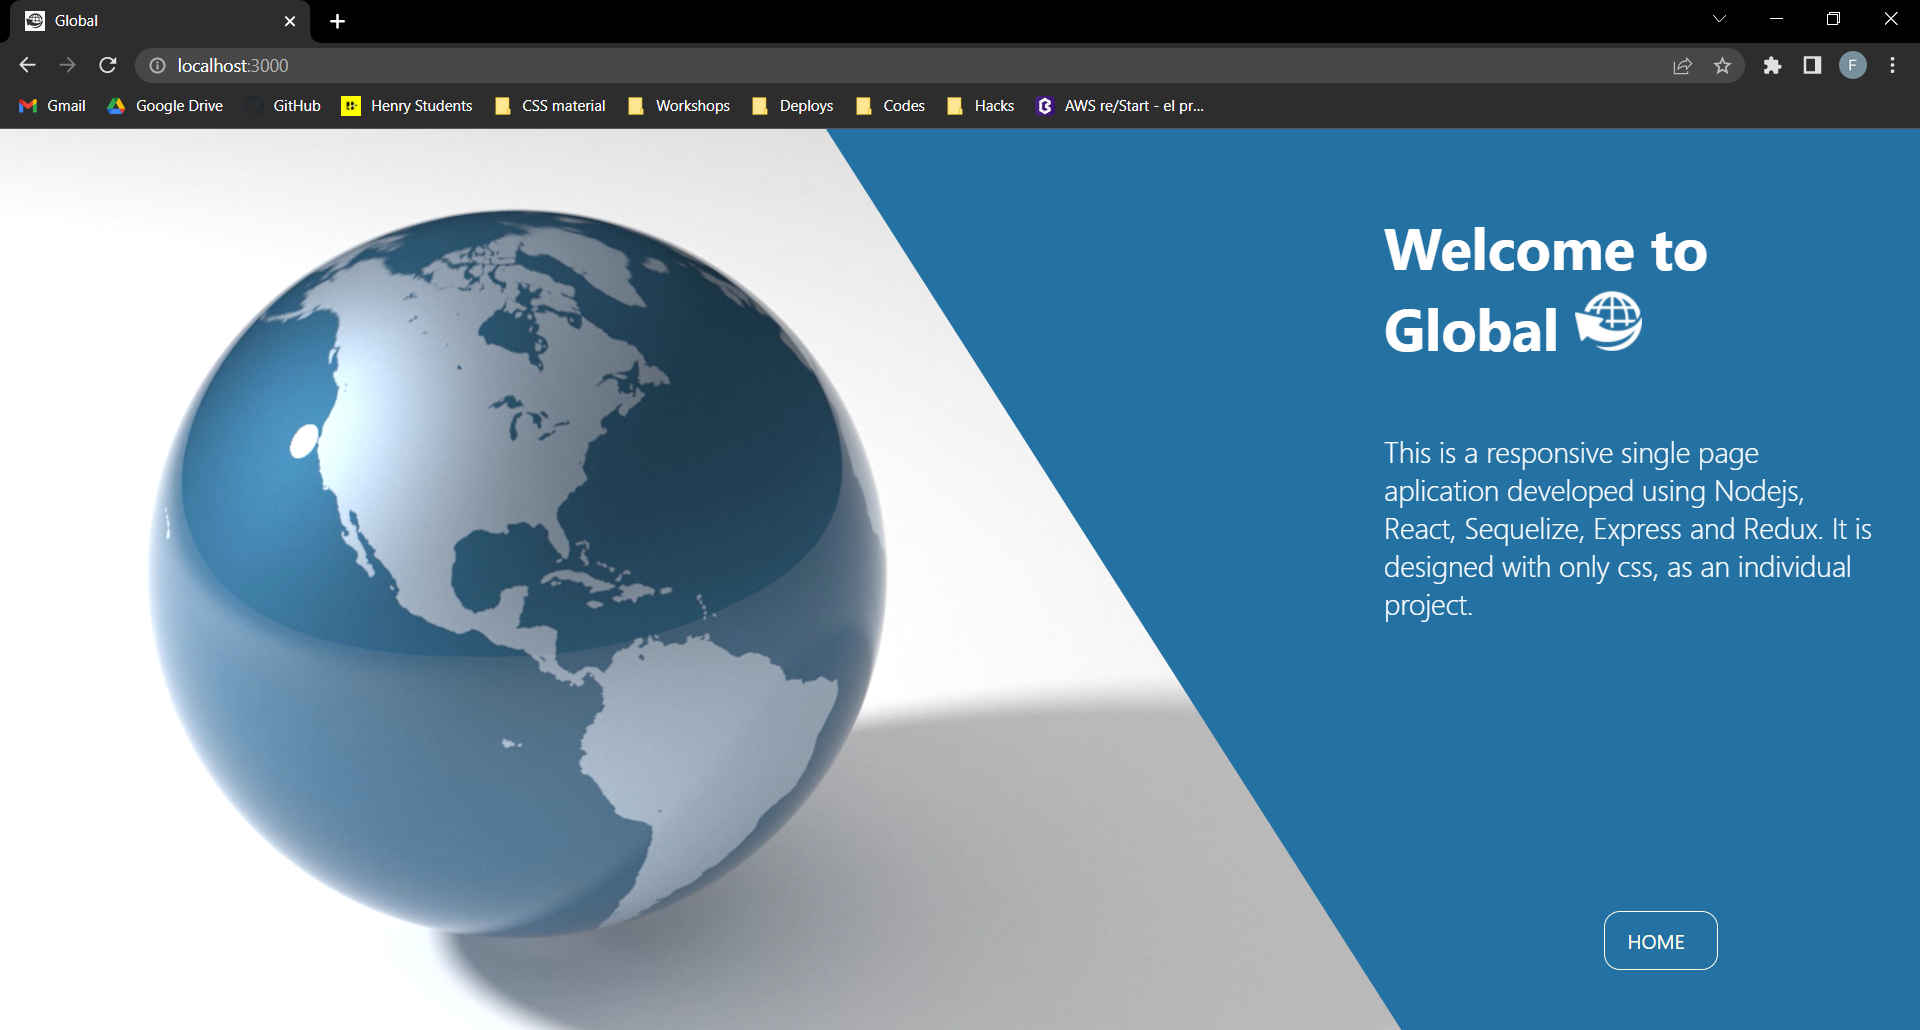 Global
localhost:3000
F
Gmail
Google Drive
GitHub
Henry Students
CSS material
Workshops
Deploys
Codes
Hacks
AWS re/Start - el pr...
Welcome to
Global
This is a responsive single page
aplication developed using Nodejs,
React, Sequelize, Express and Redux. It is
designed with only css, as an individual
project.
HOME